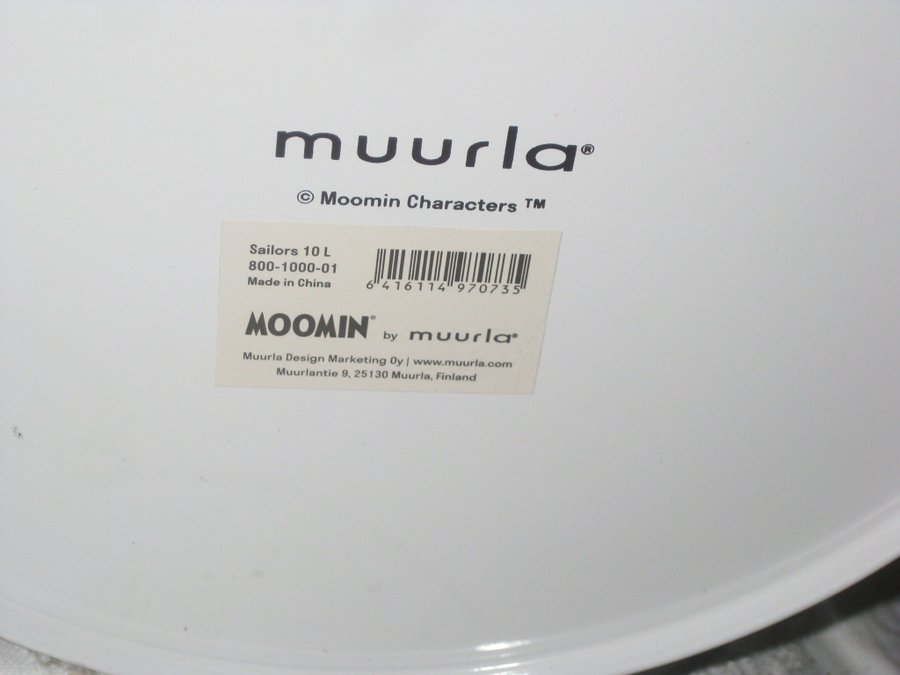 muurla®
© Moomin Characters ™
Sailors 10 L
800-1000-01
Made in China
6 416114 970735
MOOMIN® by muurla®
Muurla Design Marketing Oy | www.muurla.com
Muurlantie 9, 25130 Muurla, Finland